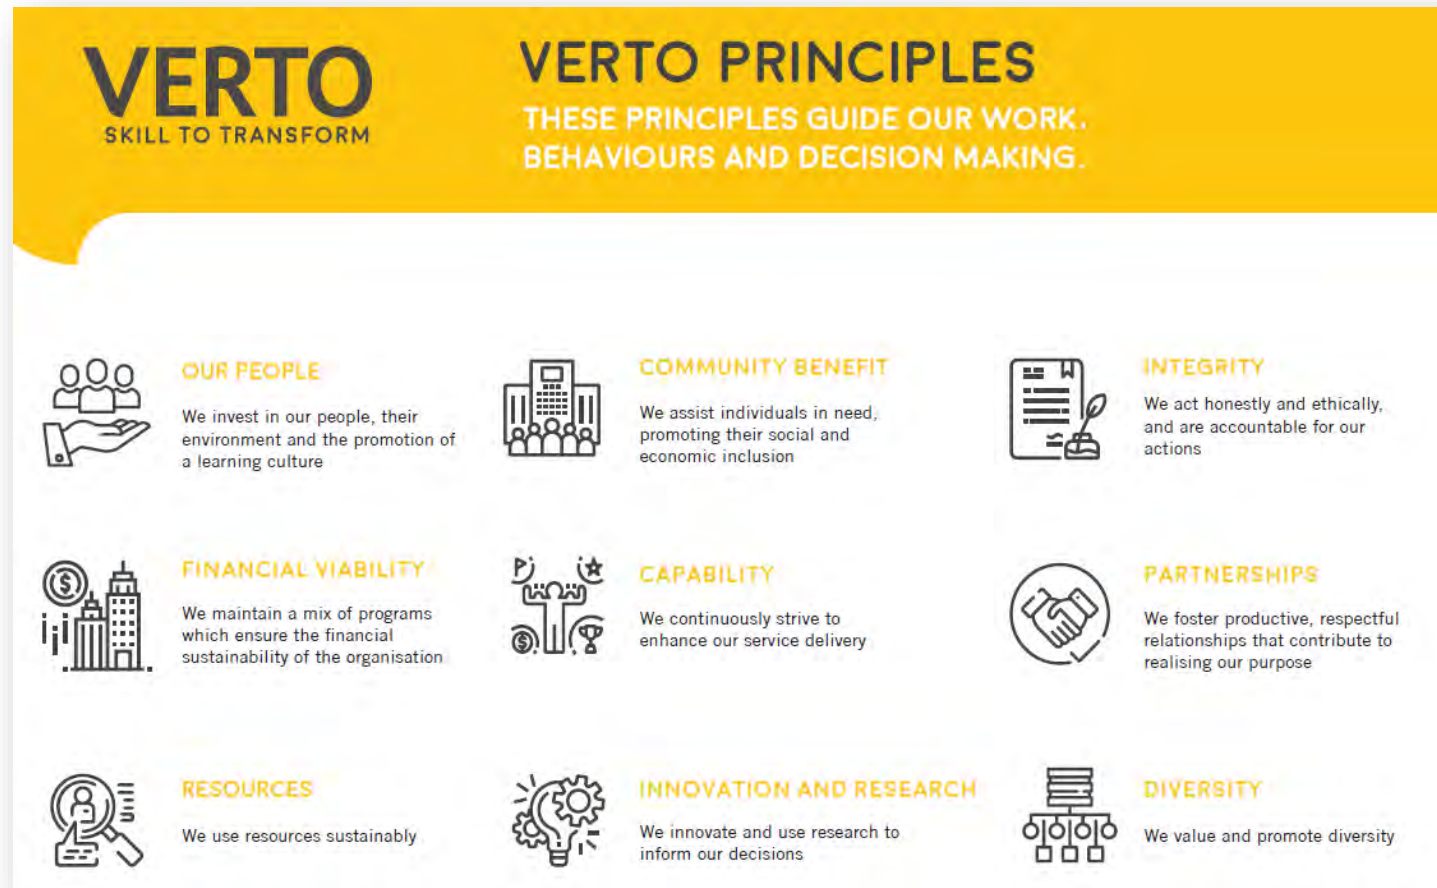 VERTO
SKILL TO TRANSFORM
VERTO PRINCIPLES
THESE PRINCIPLES GUIDE OUR WORK.
BEHAVIOURS AND DECISION MAKING.
OUR PEOPLE
We invest in our people, their
environment and the promotion of
a learning culture
COMMUNITY BENEFIT
We assist individuals in need,
promoting their social and
economic inclusion
INTEGRITY
We act honestly and ethically,
and are accountable for our
actions
FINANCIAL VIABILITY
We maintain a mix of programs
which ensure the financial
sustainability of the organisation
CAPABILITY
We continuously strive to
enhance our service delivery
PARTNERSHIPS
We foster productive, respectful
relationships that contribute to
realising our purpose
RESOURCES
We use resources sustainably
INNOVATION AND RESEARCH
We innovate and use research to
inform our decisions
DIVERSITY
We value and promote diversity